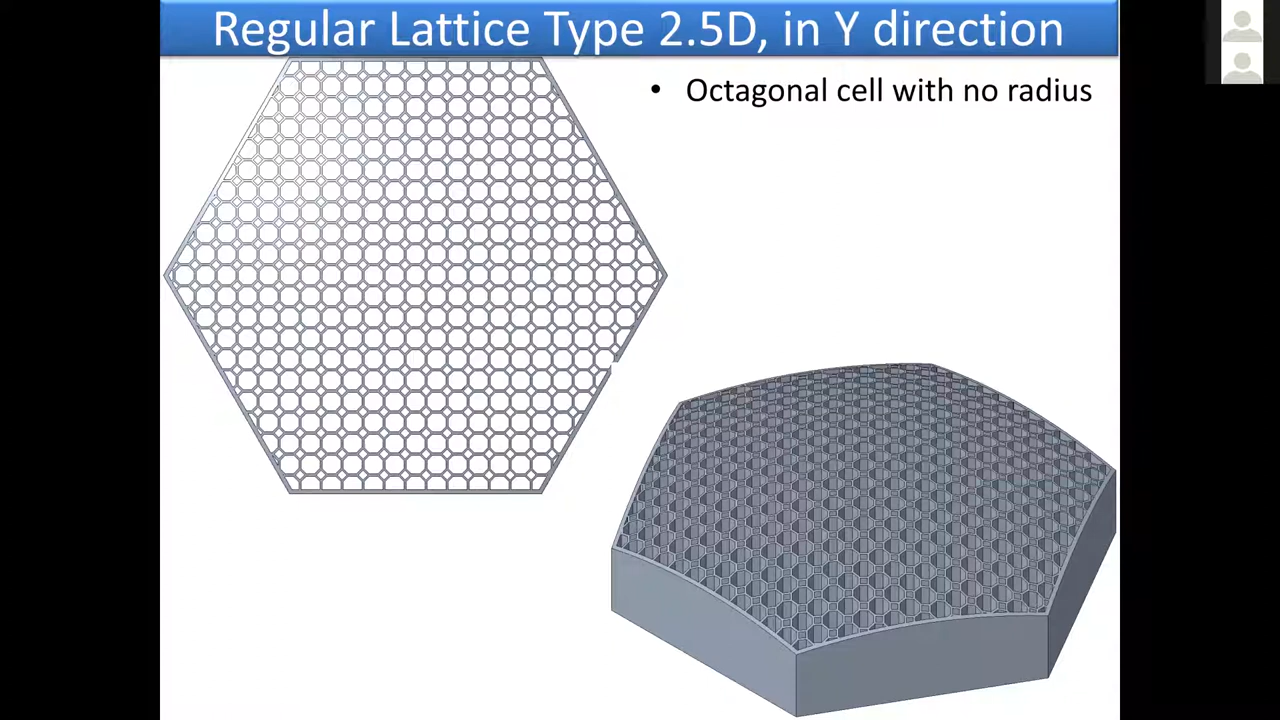 Regular Lattice Type 2.5D, in Y direction
• Octagonal cell with no radius